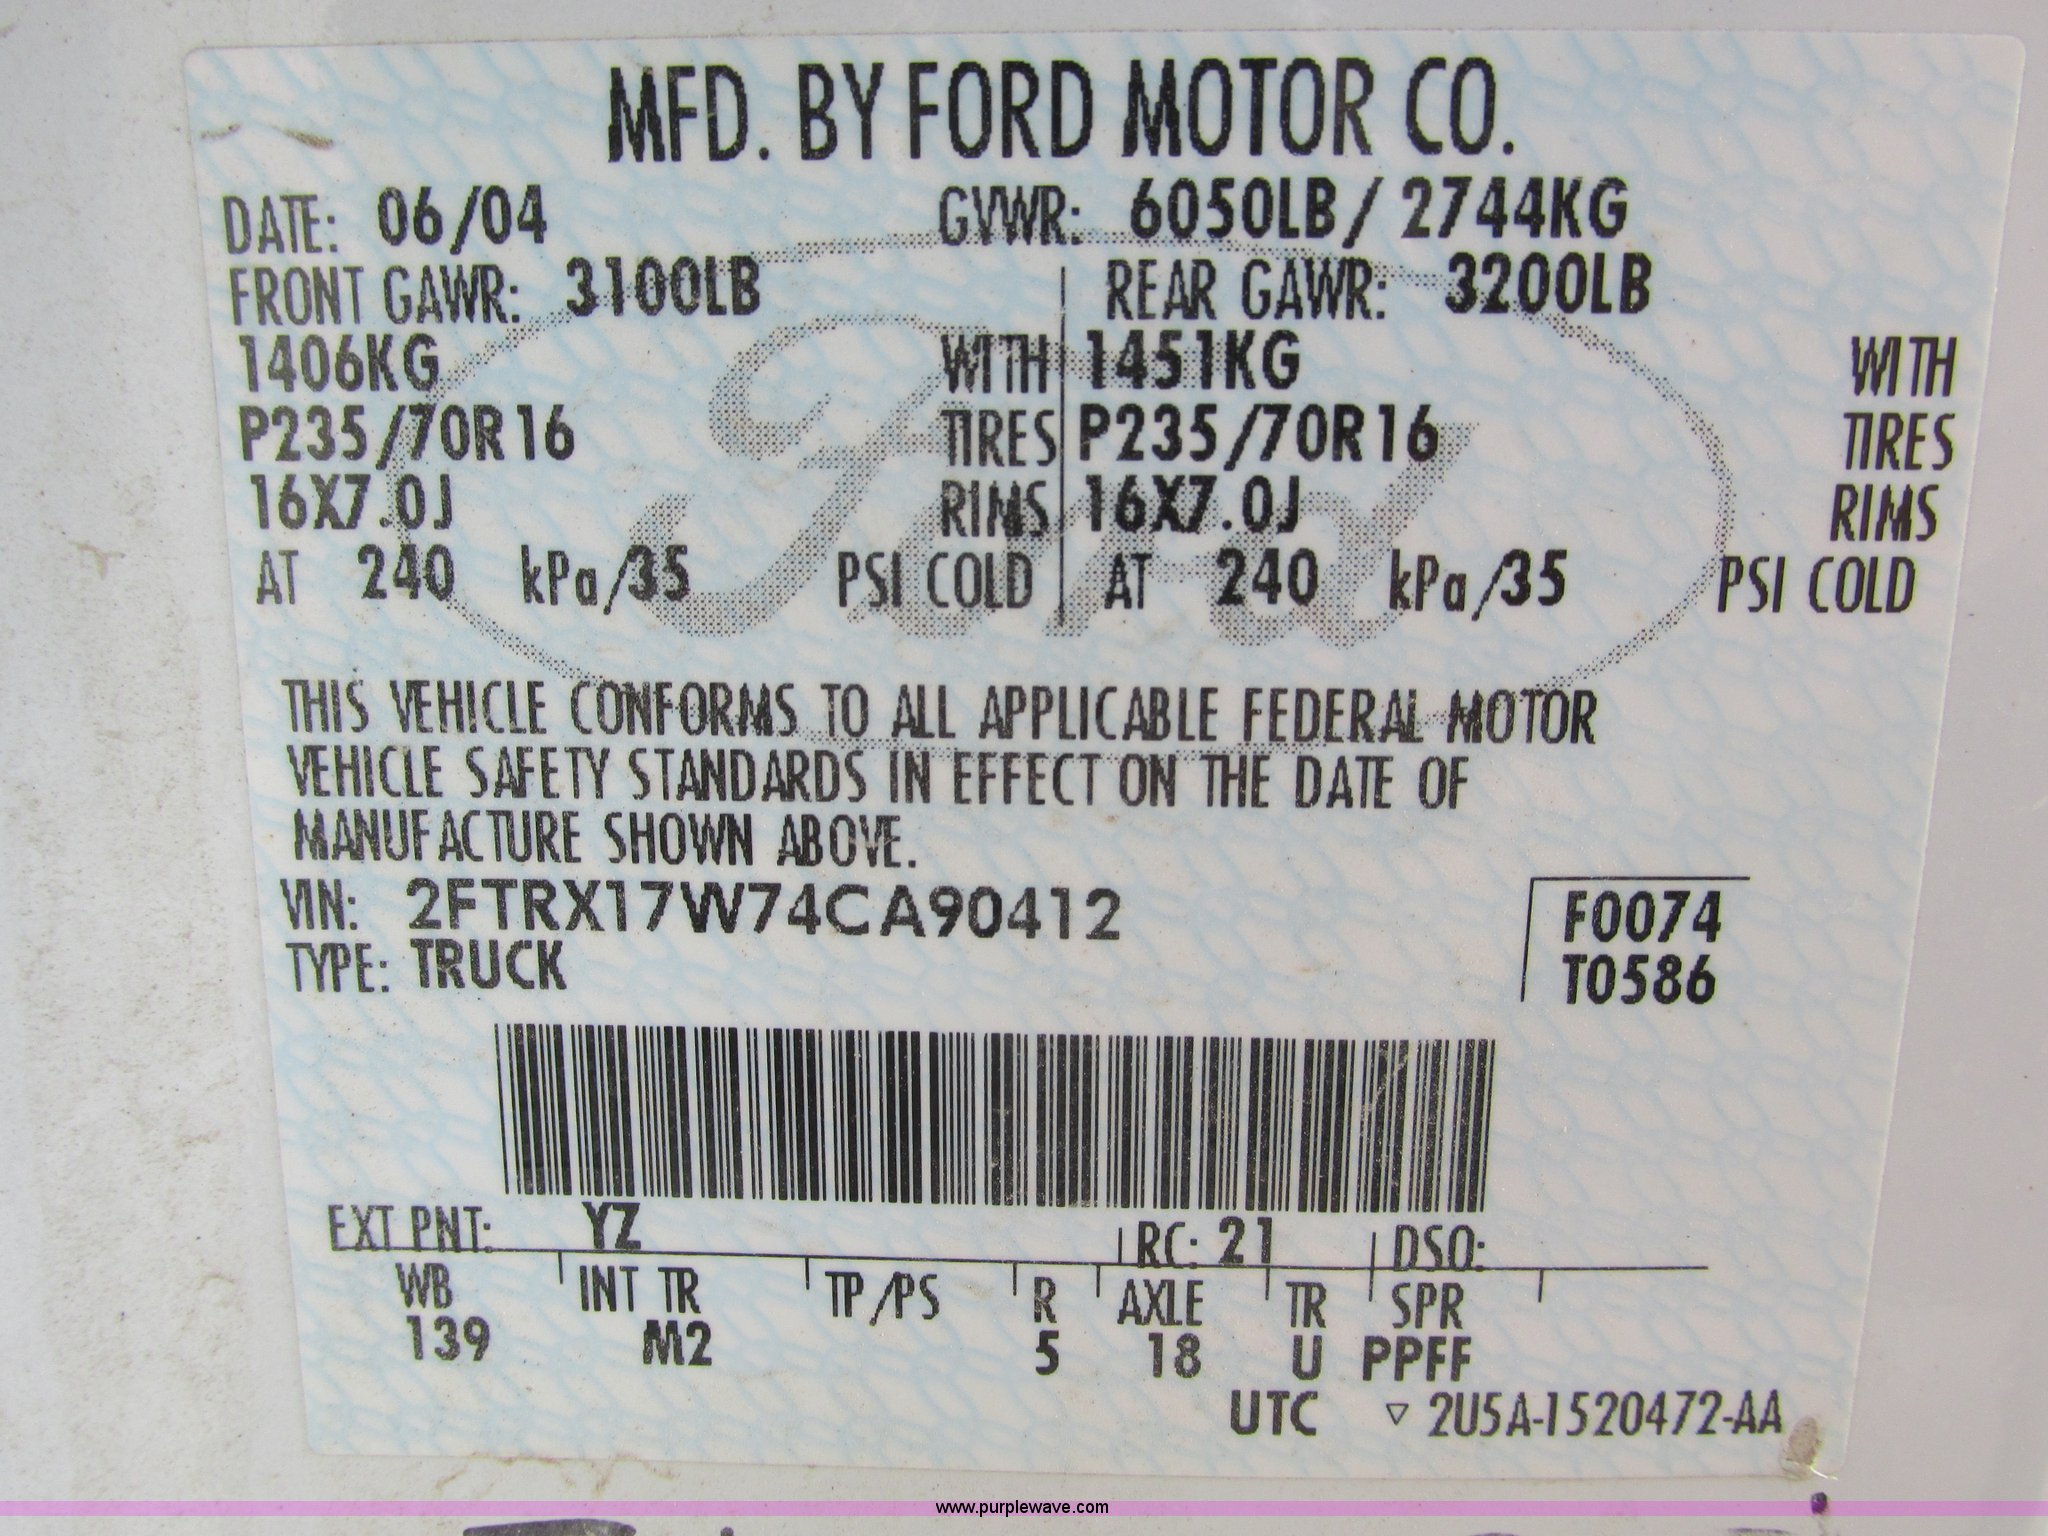 MFD. BY FORD MOTOR CO.
DATE: 06/04 GVWR: 6050LB/ 2744KG
FRONT GAWR: 3100LB REAR GAWR: 3200LB
1406KG WITH 1451KG WITH
P235/70R16 TIRES P235/70R16 TIRES
16X7.0J RIMS 16X7.0J RIMS
AT 240 kPa/35 PSI COLD AT 240 kPa/35 PSI COLD
Ford
THIS VEHICLE CONFORMS TO ALL APPLICABLE FEDERAL MOTOR
VEHICLE SAFETY STANDARDS IN EFFECT ON THE DATE OF
MANUFACTURE SHOWN ABOVE.
VIN: 2FTRX17W74CA90412 F0074
TYPE: TRUCK T0586
EXT PNT: YZ RC: 21 DSO:
WB INT TR TP/PS R AXLE TR SPR
139 M2 5 18 U PPFF
UTC ▽ 2U5A-1520472-AA
www.purplewave.com